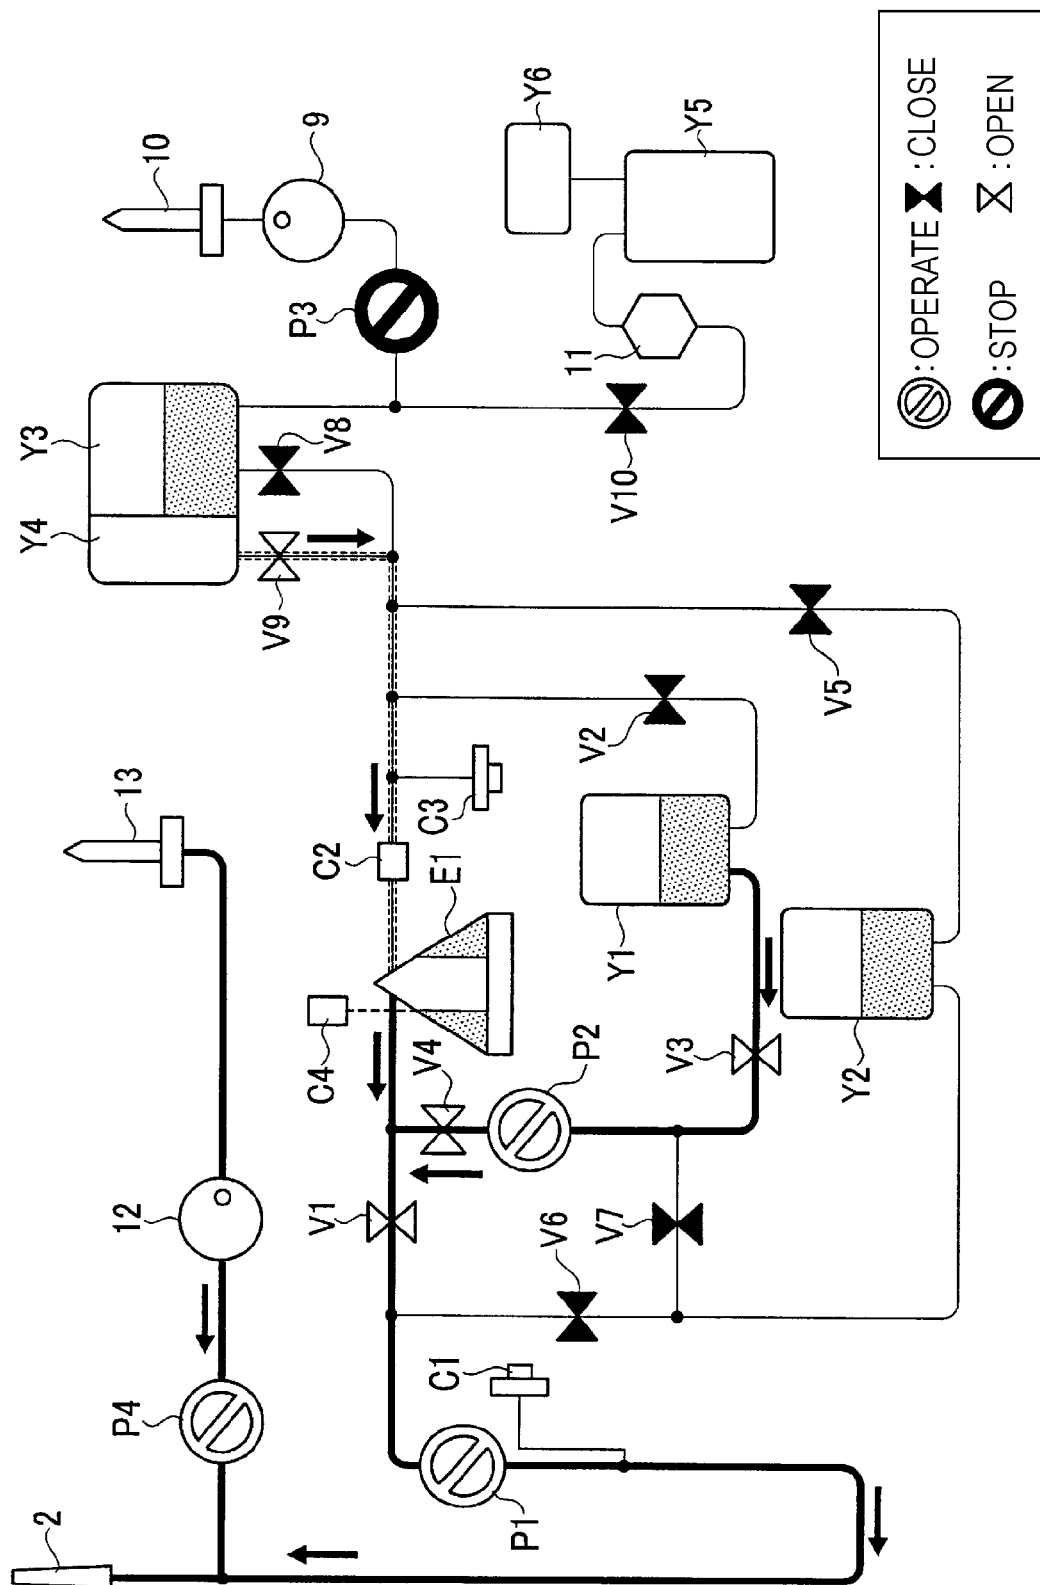 2
P4
12
13
10
9
P3
Y3
Y4
V8
V9
V10
11
Y6
Y5
C4
C2
C3
E1
V4
V1
P2
V3
V2
V5
Y1
Y2
V6
V7
C1
P1
: OPERATE
: CLOSE
: STOP
: OPEN